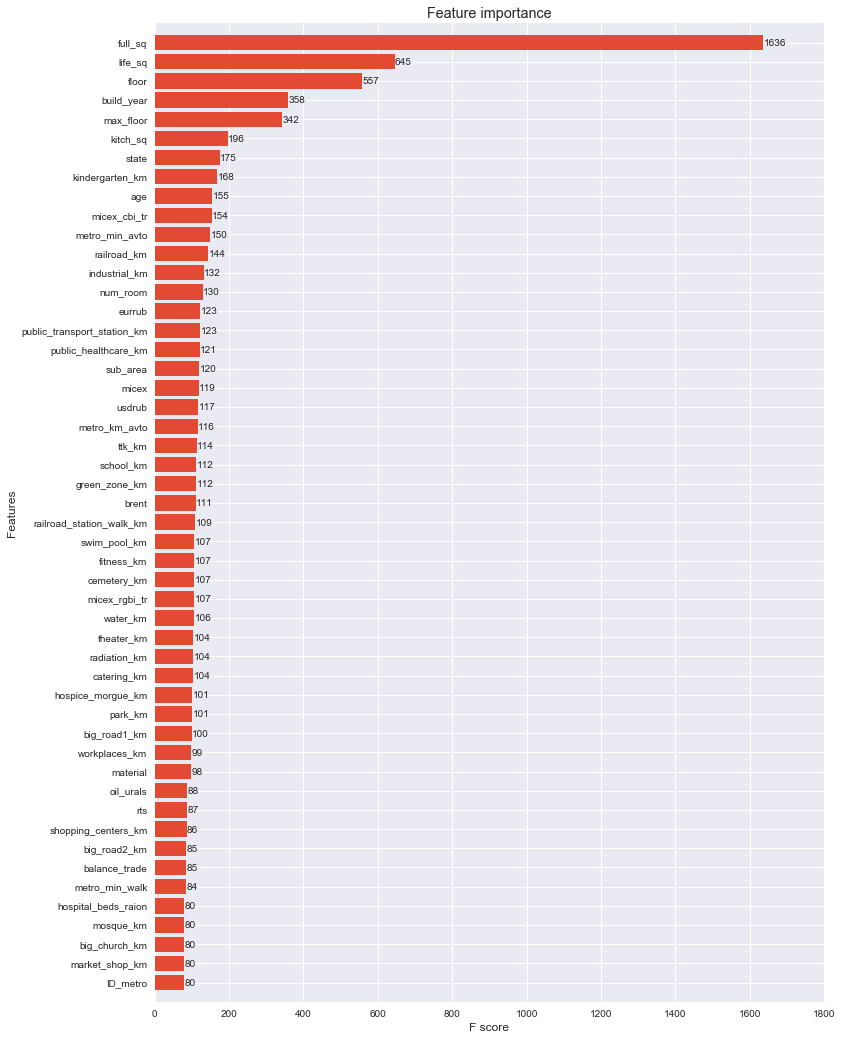 Feature importance
full_sq 1636
life_sq 645
floor 557
build_year 358
max_floor 342
kitch_sq 196
state 175
kindergarten_km 168
age 155
micex_cbi_tr 154
metro_min_avto 150
railroad_km 144
industrial_km 132
num_room 130
eurrub 123
public_transport_station_km 123
public_healthcare_km 121
sub_area 120
micex 119
usdrub 117
metro_km_avto 116
ttk_km 114
school_km 112
green_zone_km 112
brent 111
railroad_station_walk_km 109
swim_pool_km 107
fitness_km 107
cemetery_km 107
micex_rgbi_tr 107
water_km 106
theater_km 104
radiation_km 104
catering_km 104
hospice_morgue_km 101
park_km 101
big_road1_km 100
workplaces_km 99
material 98
oil_urals 88
rts 87
shopping_centers_km 86
big_road2_km 85
balance_trade 85
metro_min_walk 84
hospital_beds_raion 80
mosque_km 80
big_church_km 80
market_shop_km 80
ID_metro 80
Features
0 200 400 600 800 1000 1200 1400 1600 1800
F score